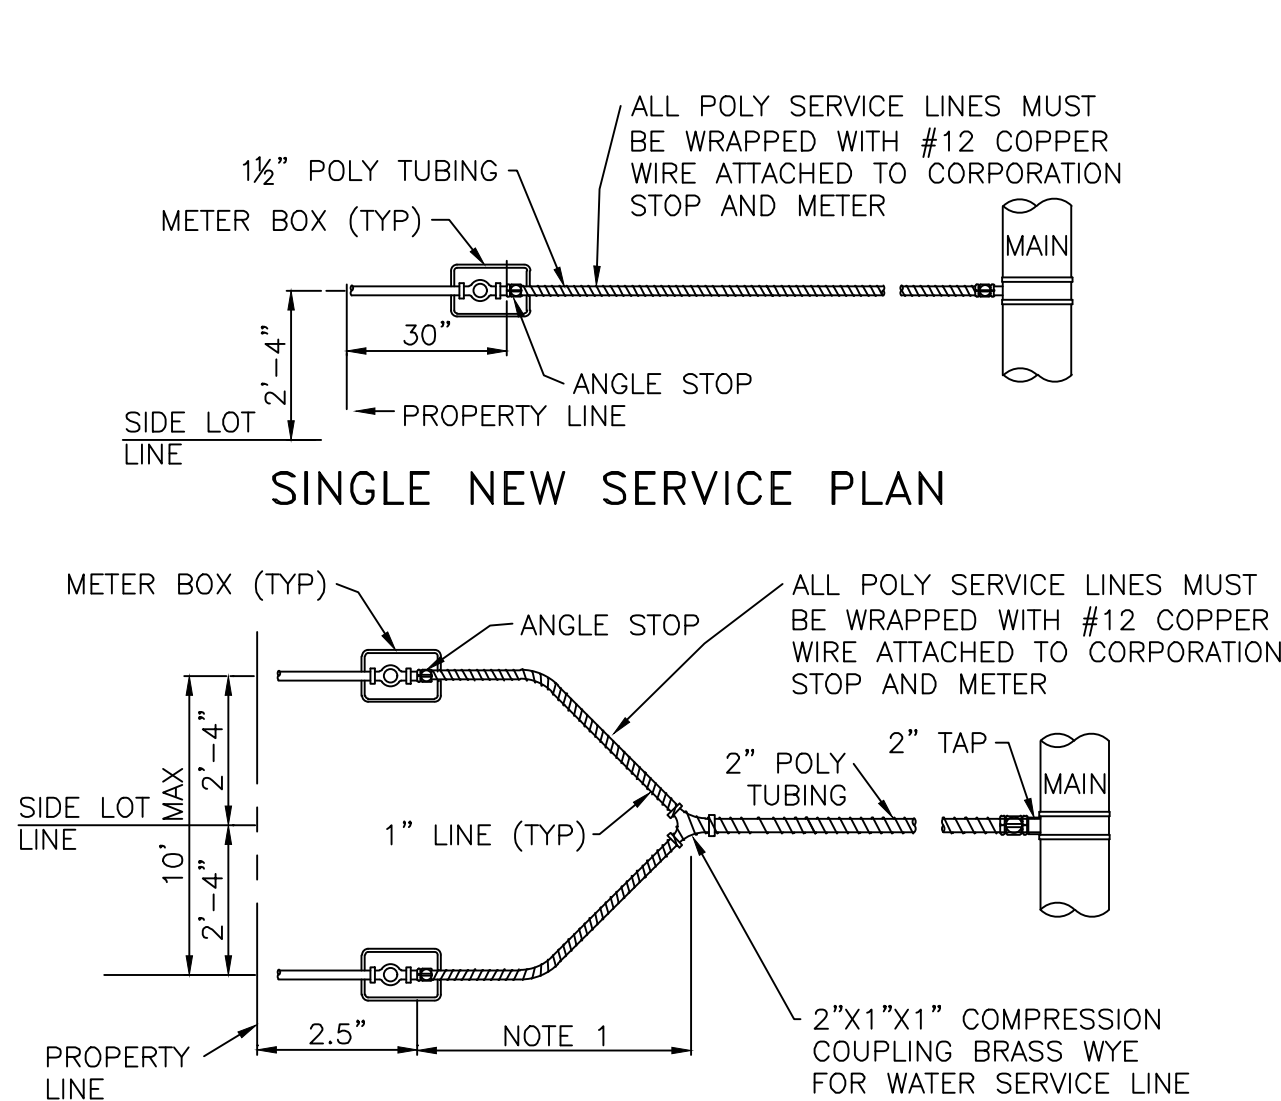 ALL POLY SERVICE LINES MUST
BE WRAPPED WITH #12 COPPER
WIRE ATTACHED TO CORPORATION
STOP AND METER
1½" POLY TUBING
METER BOX (TYP)
MAIN
30"
2'-4"
ANGLE STOP
PROPERTY LINE
SIDE LOT
LINE
SINGLE NEW SERVICE PLAN
METER BOX (TYP)
ANGLE STOP
ALL POLY SERVICE LINES MUST
BE WRAPPED WITH #12 COPPER
WIRE ATTACHED TO CORPORATION
STOP AND METER
2" TAP
2" POLY
TUBING
MAIN
2'-4"
10' MAX
SIDE LOT
LINE
1" LINE (TYP)
2'-4"
2.5"
NOTE 1
PROPERTY
LINE
2"X1"X1" COMPRESSION
COUPLING BRASS WYE
FOR WATER SERVICE LINE